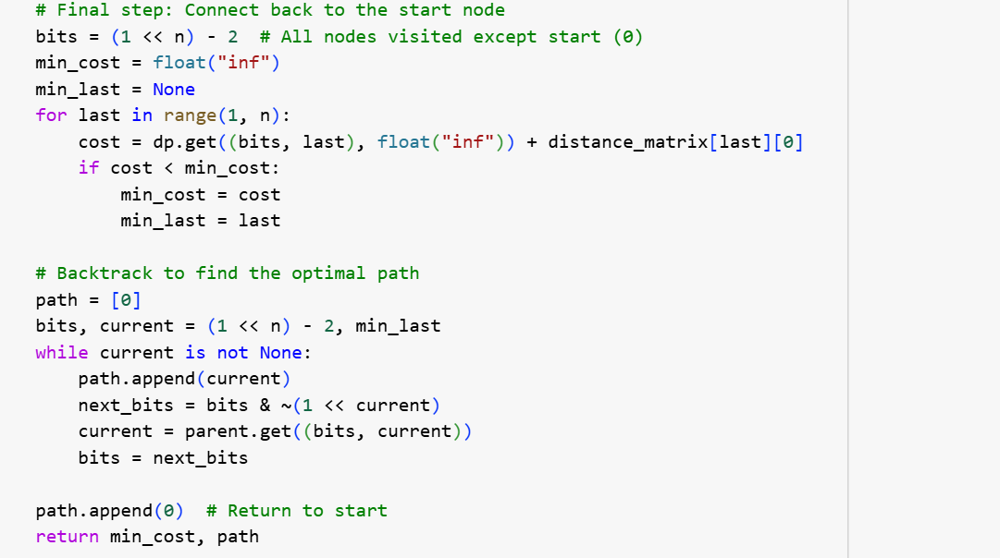 # Final step: Connect back to the start node
bits = (1 << n) - 2  # All nodes visited except start (0)
min_cost = float("inf")
min_last = None
for last in range(1, n):
    cost = dp.get((bits, last), float("inf")) + distance_matrix[last][0]
    if cost < min_cost:
        min_cost = cost
        min_last = last

# Backtrack to find the optimal path
path = [0]
bits, current = (1 << n) - 2, min_last
while current is not None:
    path.append(current)
    next_bits = bits & ~(1 << current)
    current = parent.get((bits, current))
    bits = next_bits

path.append(0)  # Return to start
return min_cost, path